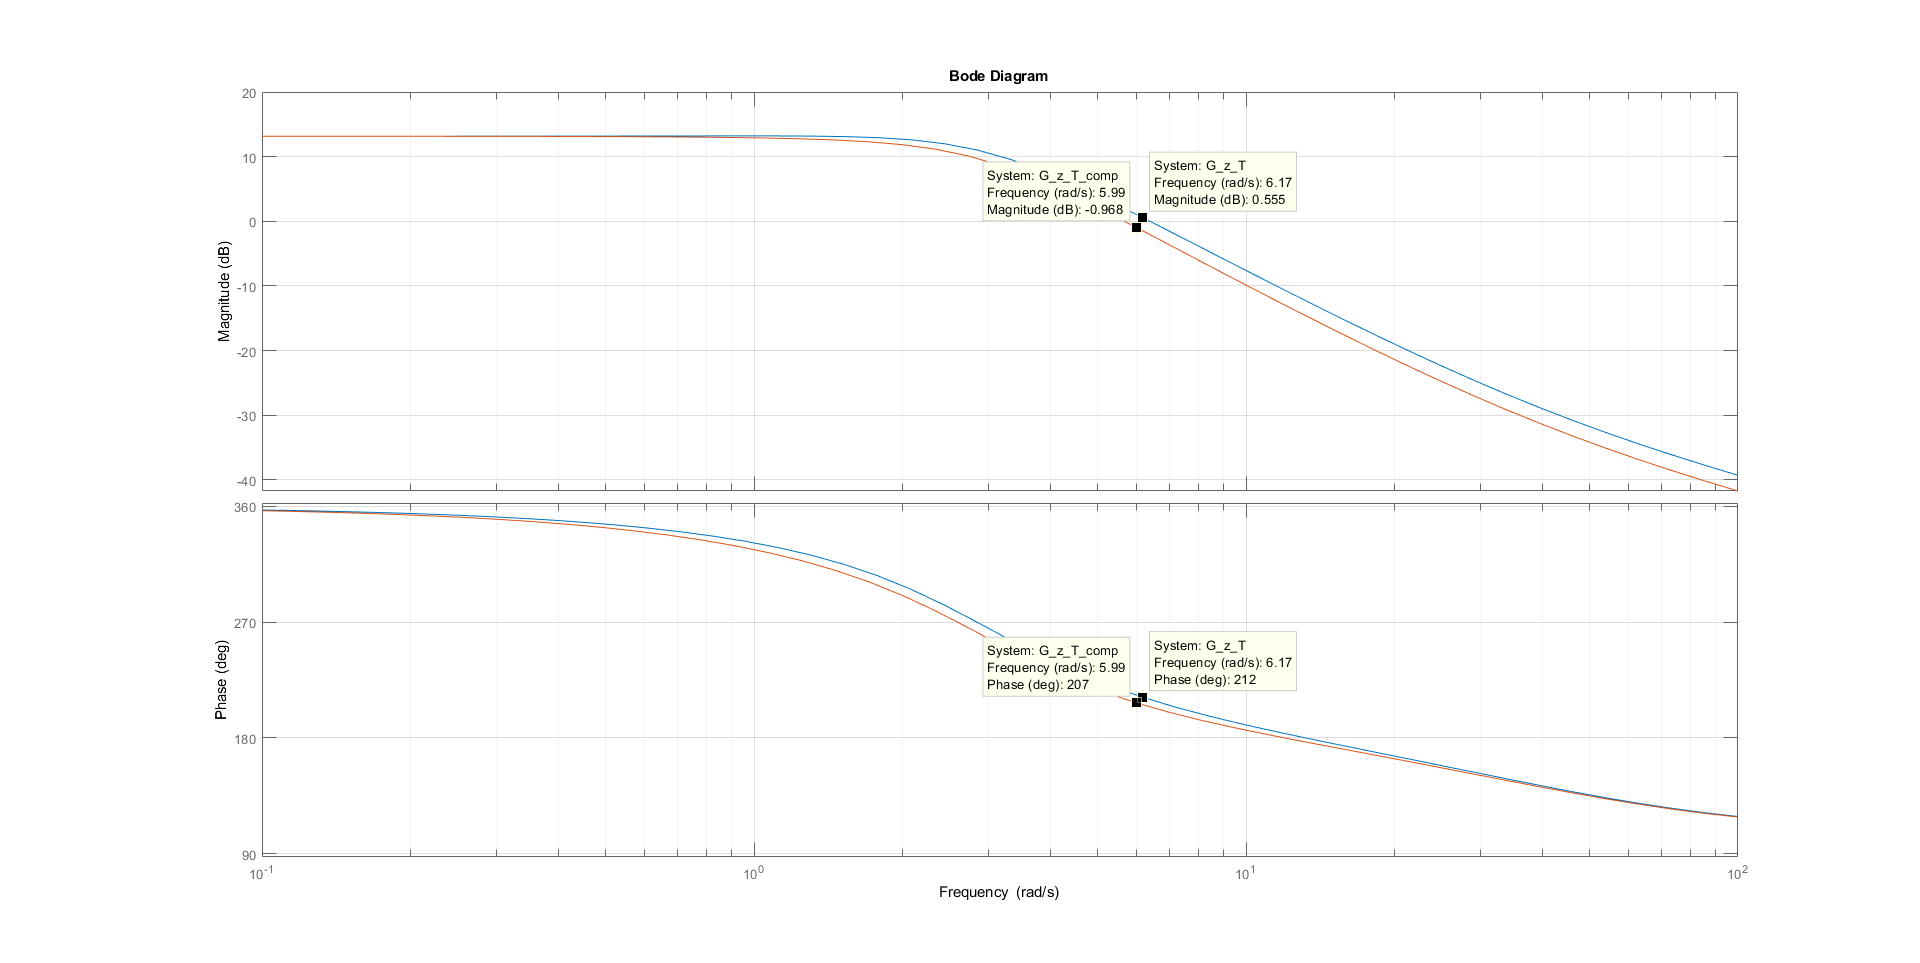 Bode Diagram
20
10
0
-10
-20
-30
-40
Magnitude (dB)
System: G_z_T_comp
Frequency (rad/s): 5.99
Magnitude (dB): -0.968
System: G_z_T
Frequency (rad/s): 6.17
Magnitude (dB): 0.555
360
270
180
90
Phase (deg)
System: G_z_T_comp
Frequency (rad/s): 5.99
Phase (deg): 207
System: G_z_T
Frequency (rad/s): 6.17
Phase (deg): 212
10^-1 10^0 10^1 10^2
Frequency (rad/s)